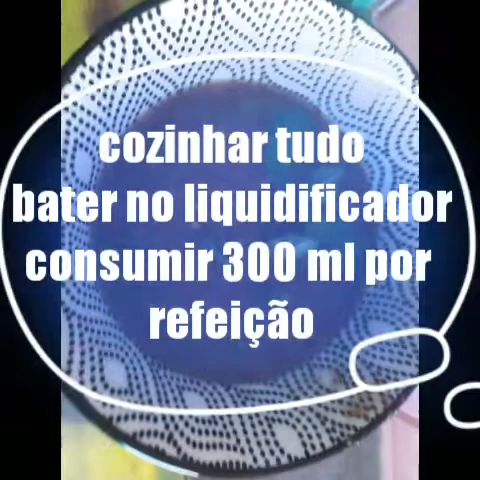 cozinhar tudo
bater no liquidificador
consumir 300 ml por
refeição